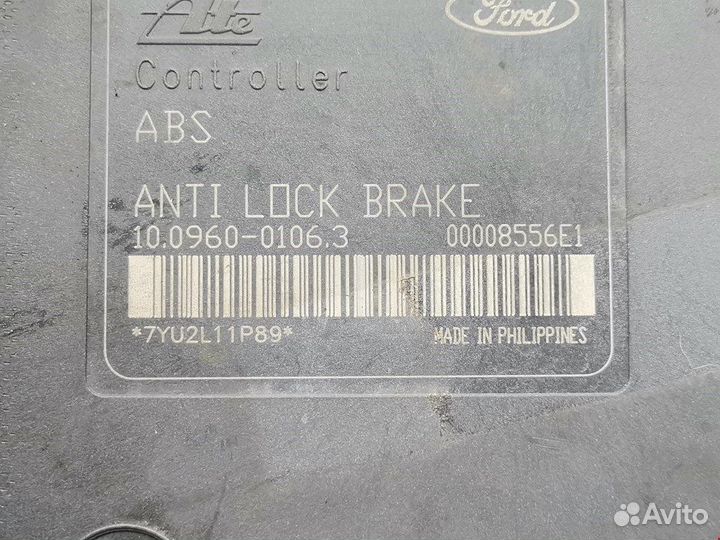 Ate
Ford
Controller
ABS
ANTI LOCK BRAKE
10.0960-0106.3 00008556E1
*7YU2L11P89* MADE IN PHILIPPINES
Avito